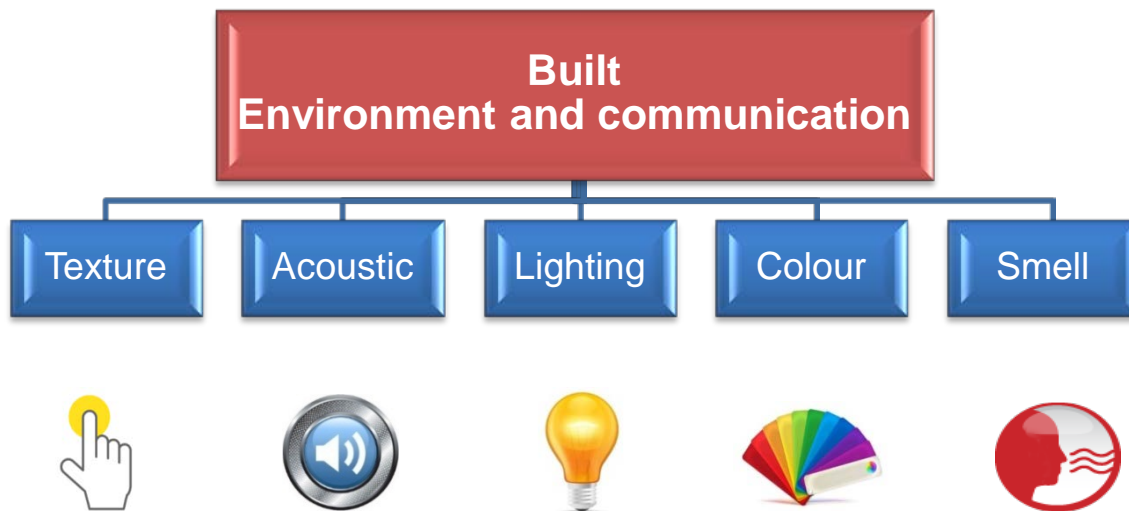 Built
Environment and communication
Texture
Acoustic
Lighting
Colour
Smell